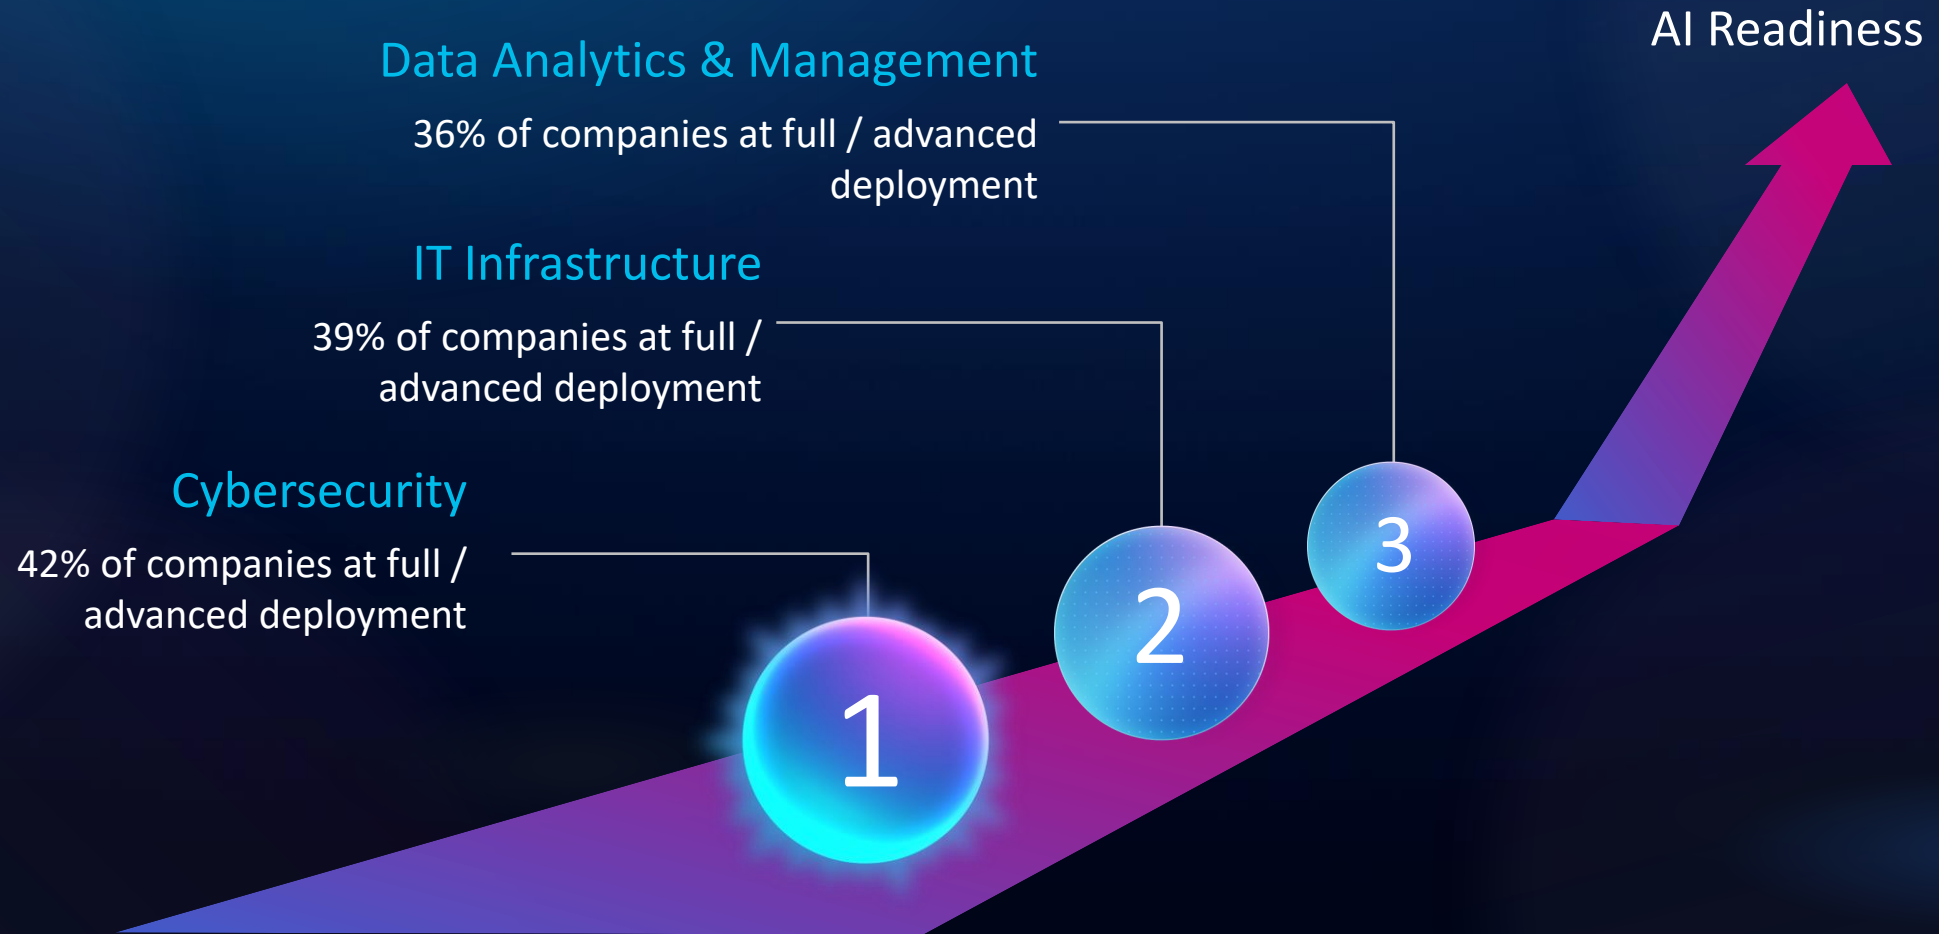 AI Readiness
Data Analytics & Management
36% of companies at full / advanced
deployment
IT Infrastructure
39% of companies at full /
advanced deployment
Cybersecurity
42% of companies at full /
advanced deployment
1
2
3